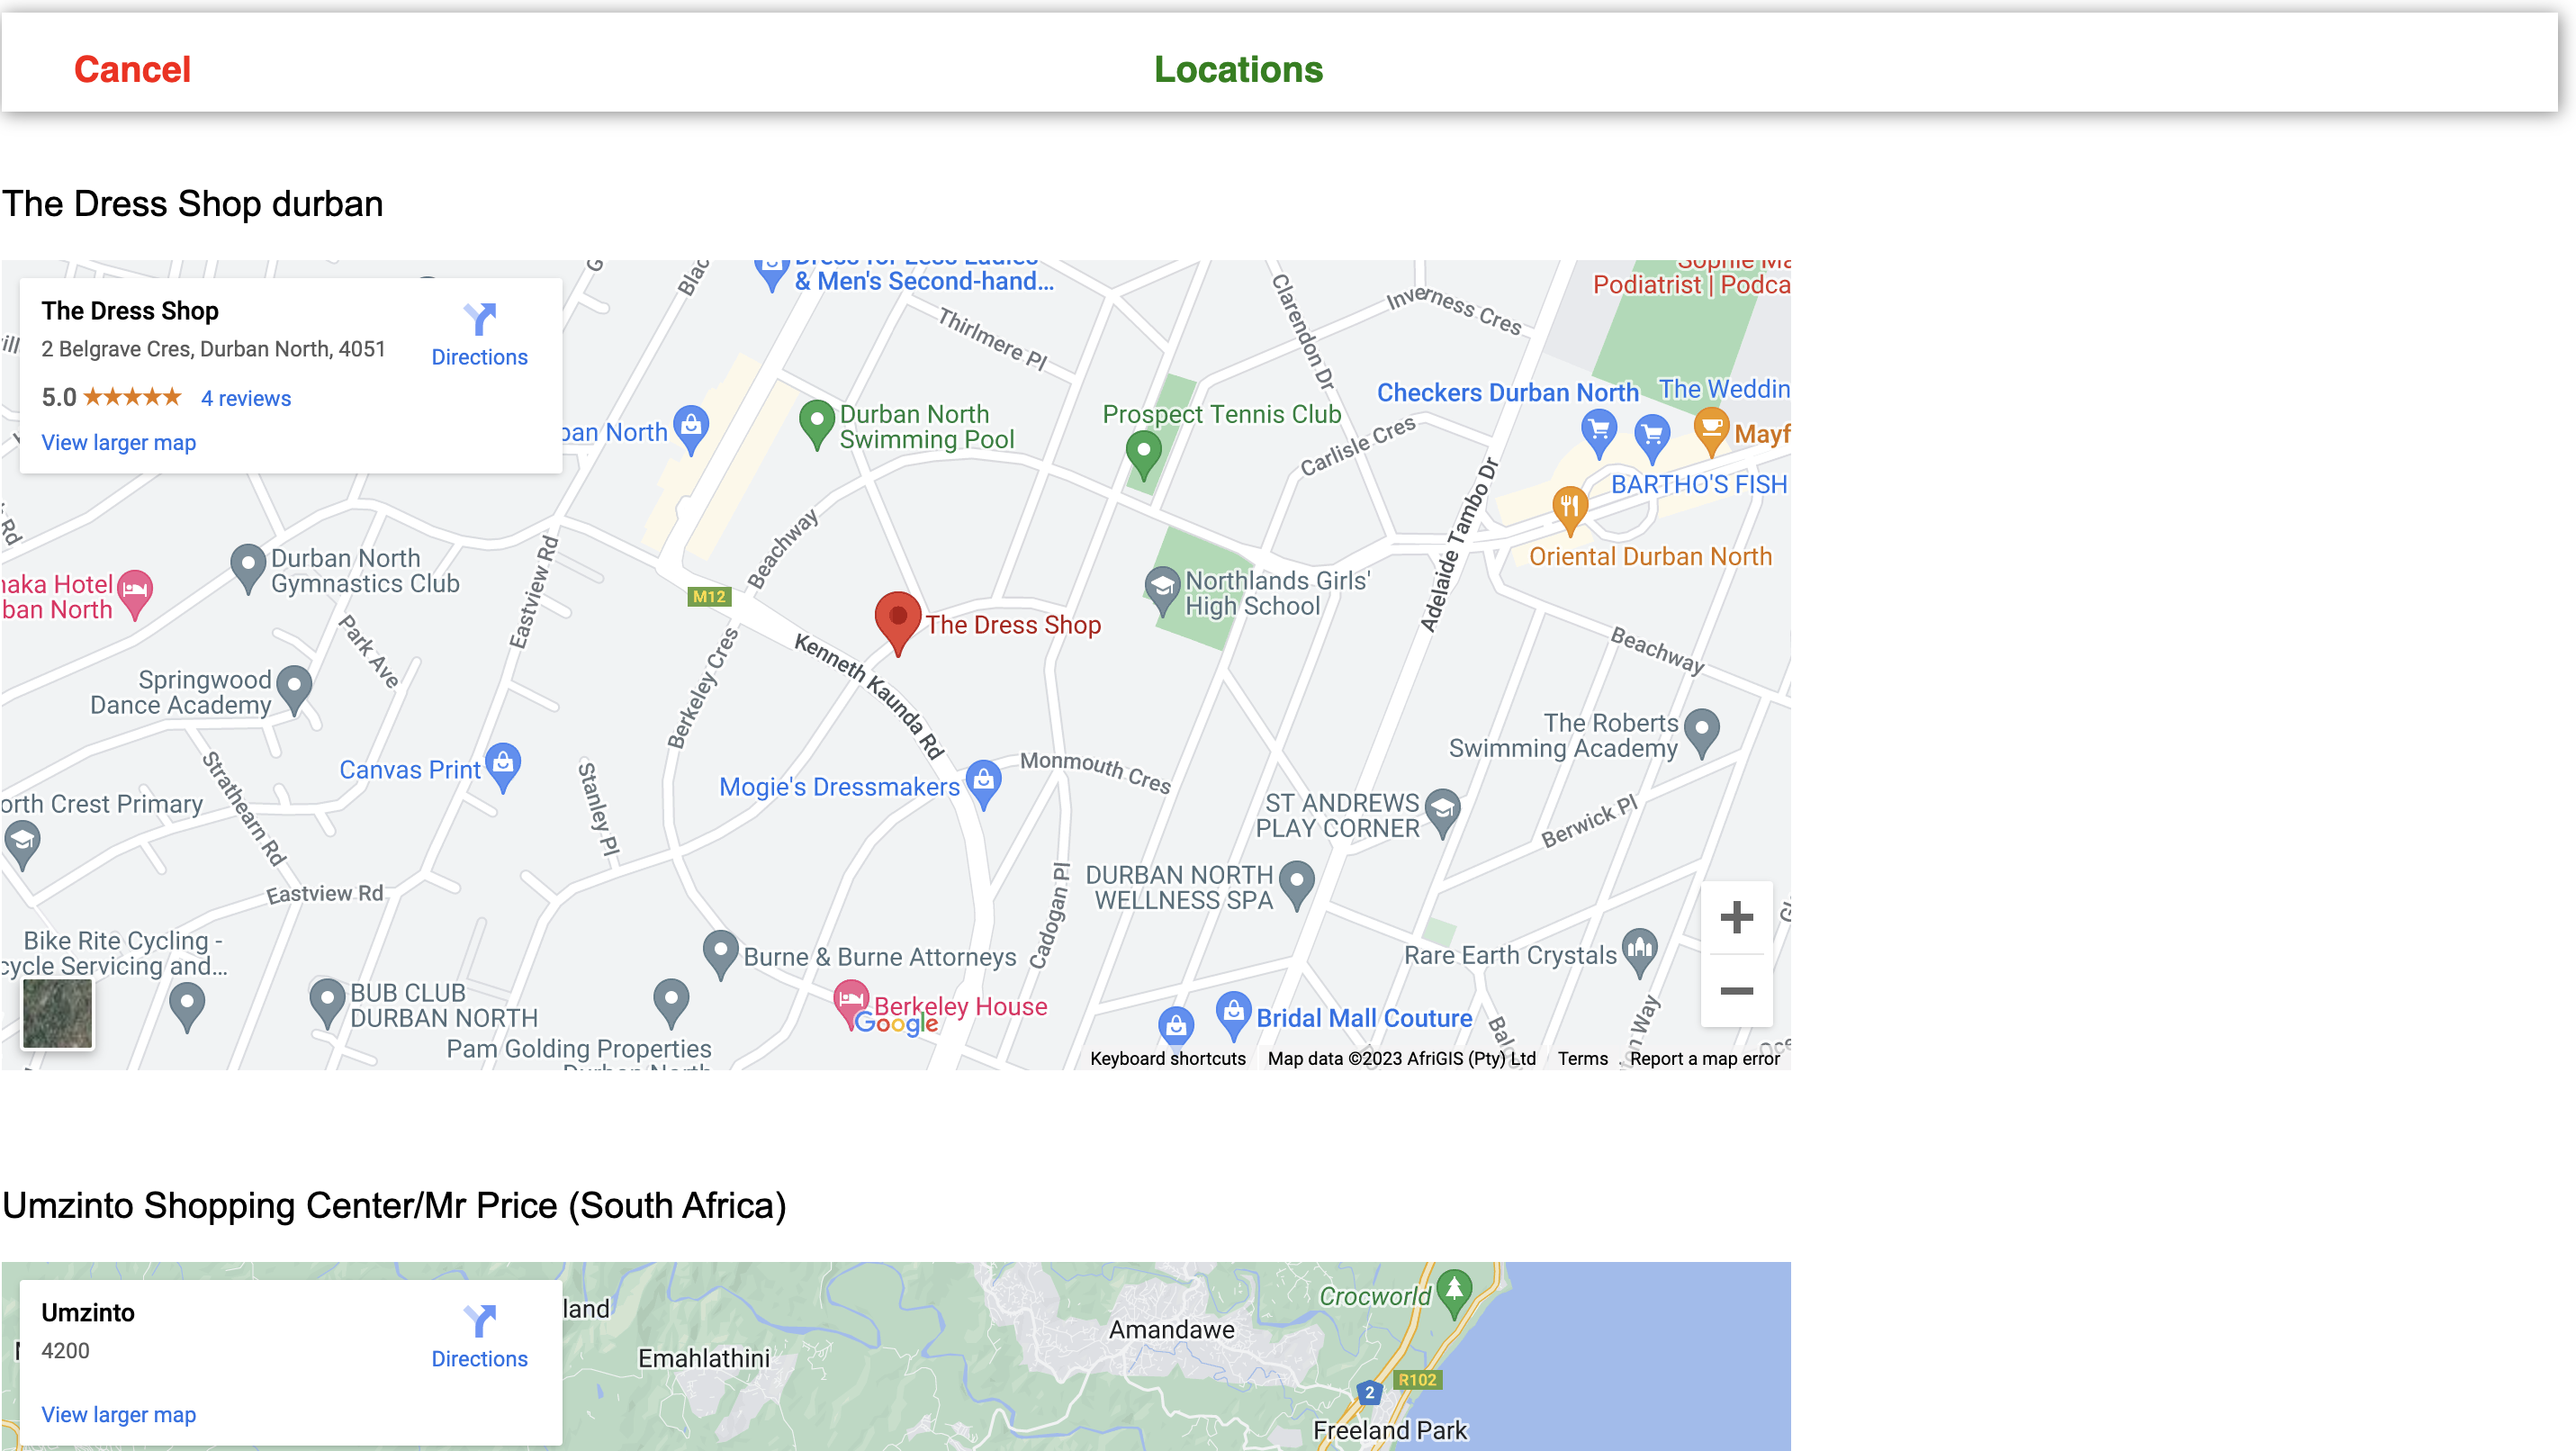 Cancel
Locations
The Dress Shop durban
The Dress Shop
2 Belgrave Cres, Durban North, 4051
5.0
4 reviews
View larger map
Directions
& Men's Second-hand...
Thirlmere Pl
Clarendon Dr
Inverness Cres
Podiatrist | Podca
Checkers Durban North
The Weddin
Mayf
BARTHO'S FISH
Oriental Durban North
ban North
Durban North
Swimming Pool
Prospect Tennis Club
Carlisle Cres
Adelaide Tambo Dr
Beachway
Durban North
Gymnastics Club
Eastview Rd
M12
aka Hotel
ban North
Rd
Park Ave
The Dress Shop
Northlands Girls'
High School
Beachway
Kenneth Kaunda Rd
Berkeley Cres
Springwood
Dance Academy
The Roberts
Swimming Academy
Canvas Print
Strathearn Rd
Stanley Pl
Mogie's Dressmakers
Monmouth Cres
orth Crest Primary
ST ANDREWS
PLAY CORNER
Berwick Pl
DURBAN NORTH
WELLNESS SPA
Eastview Rd
Cadogan Pl
Bike Rite Cycling -
cycle Servicing and...
Burne & Burne Attorneys
Rare Earth Crystals
BUB CLUB
DURBAN NORTH
Berkeley House
Google
Bridal Mall Couture
Pam Golding Properties
Way
Keyboard shortcuts
Map data ©2023 AfriGIS (Pty) Ltd
Terms
Report a map error
Umzinto Shopping Center/Mr Price (South Africa)
Umzinto
4200
Directions
View larger map
land
Emahlathini
Amandawe
Crocworld
R102
2
Freeland Park